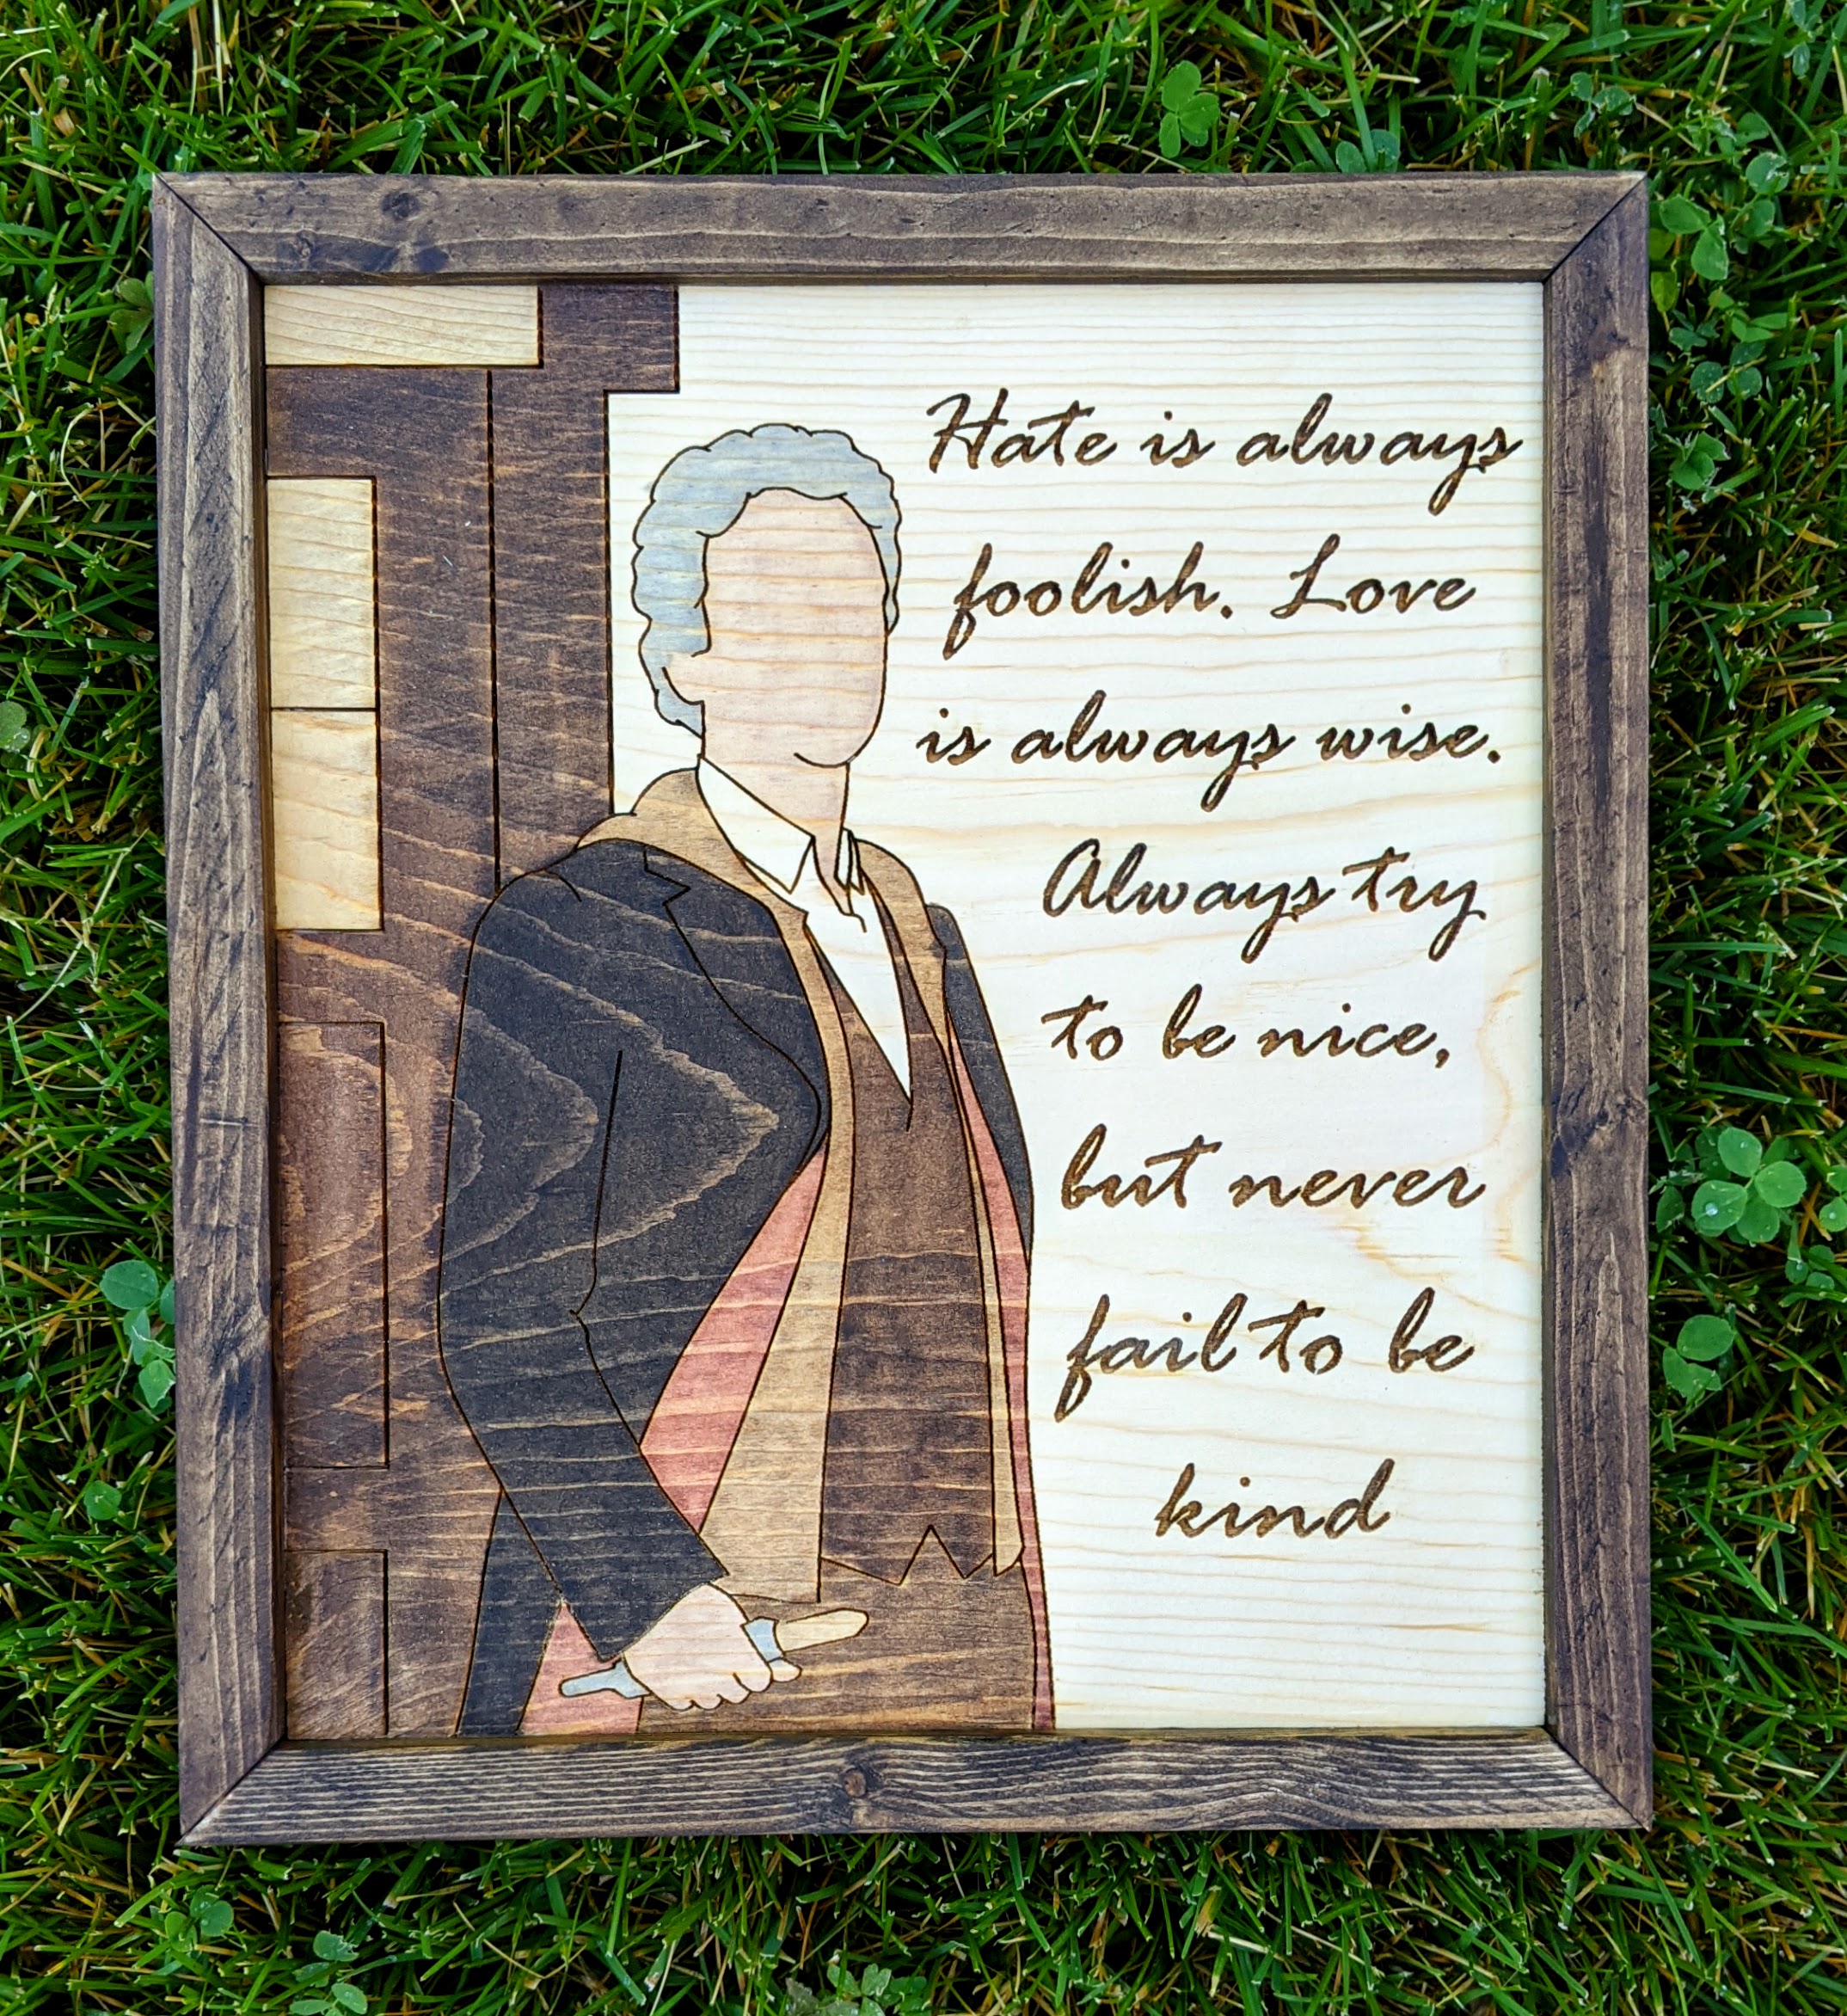 Hate is always
foolish. Love
is always wise.
Always try
to be nice,
but never
fail to be
kind